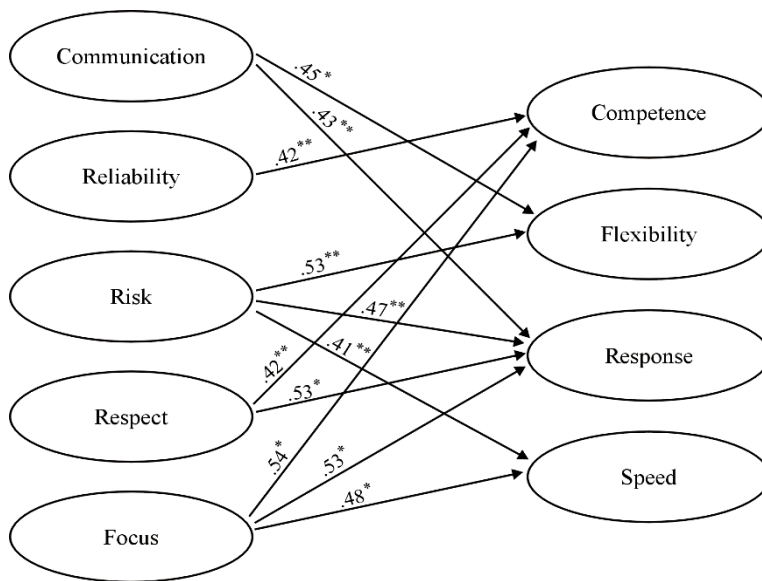 Communication
.45*
Competence
.43**
Reliability
.42**
Flexibility
.53**
Risk
.47**
.41**
Response
.42**
Respect
.53*
.54*
.53*
Speed
.48*
Focus